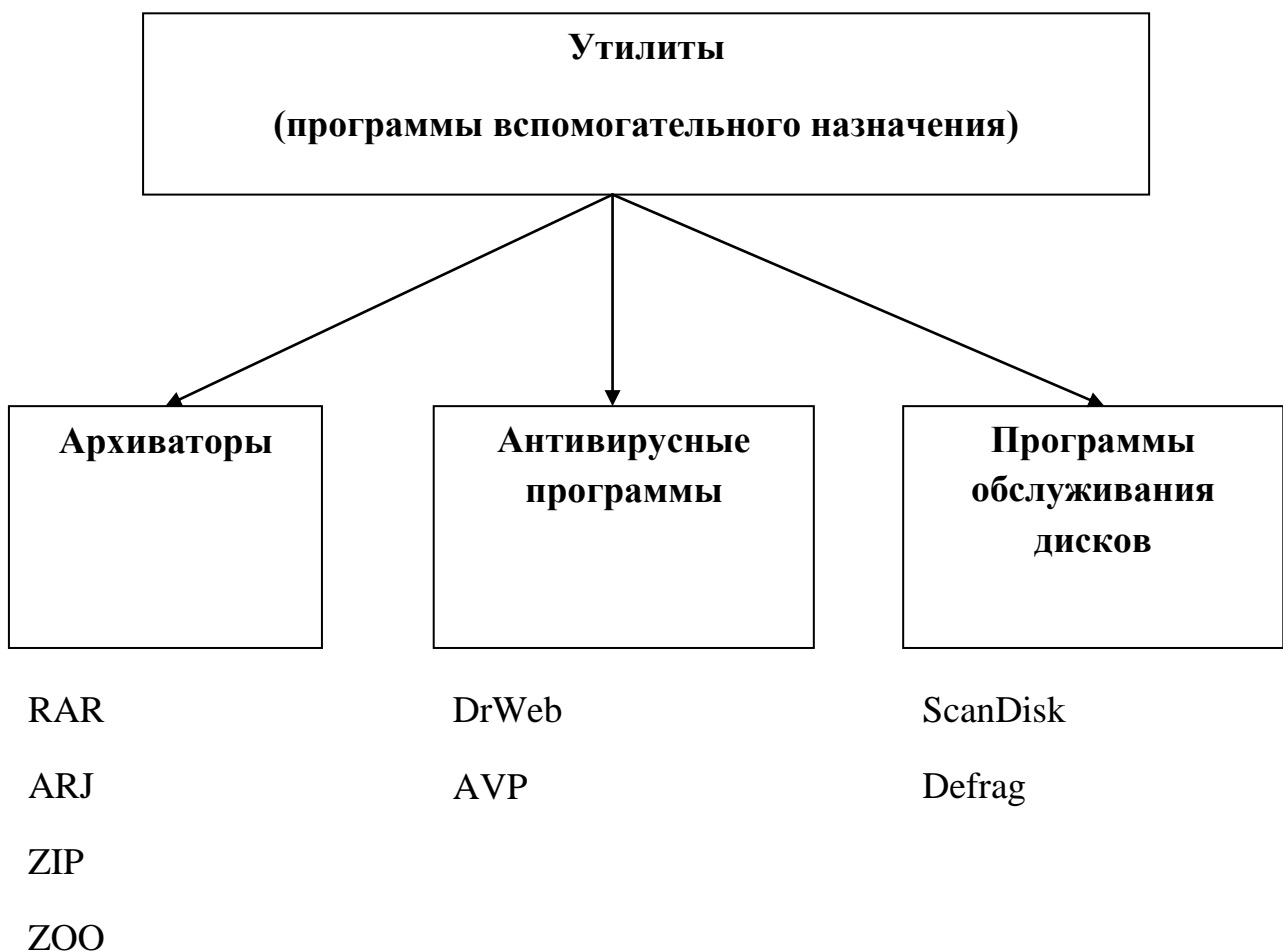 Утилиты
(программы вспомогательного назначения)
Архиваторы
Антивирусные
программы
Программы
обслуживания
дисков
RAR
ARJ
ZIP
ZOO
DrWeb
AVP
ScanDisk
Defrag